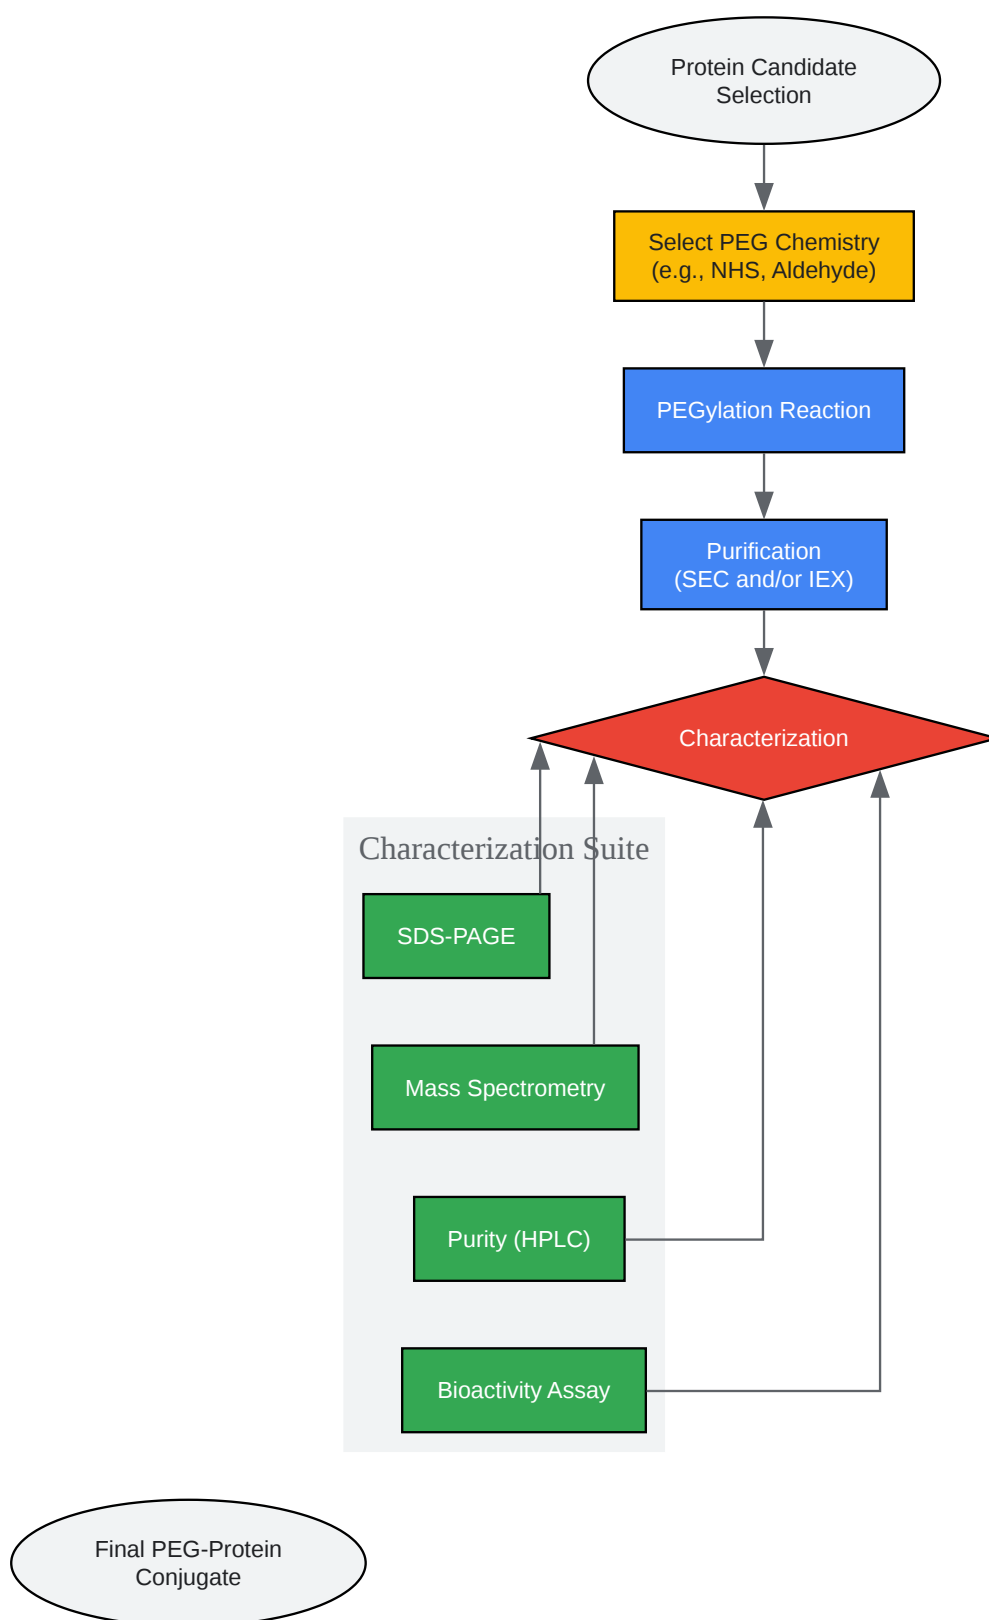 Protein Candidate
Selection
Select PEG Chemistry
(e.g., NHS, Aldehyde)
PEGylation Reaction
Purification
(SEC and/or IEX)
Characterization
Characterization Suite
SDS-PAGE
Mass Spectrometry
Purity (HPLC)
Bioactivity Assay
Final PEG-Protein
Conjugate